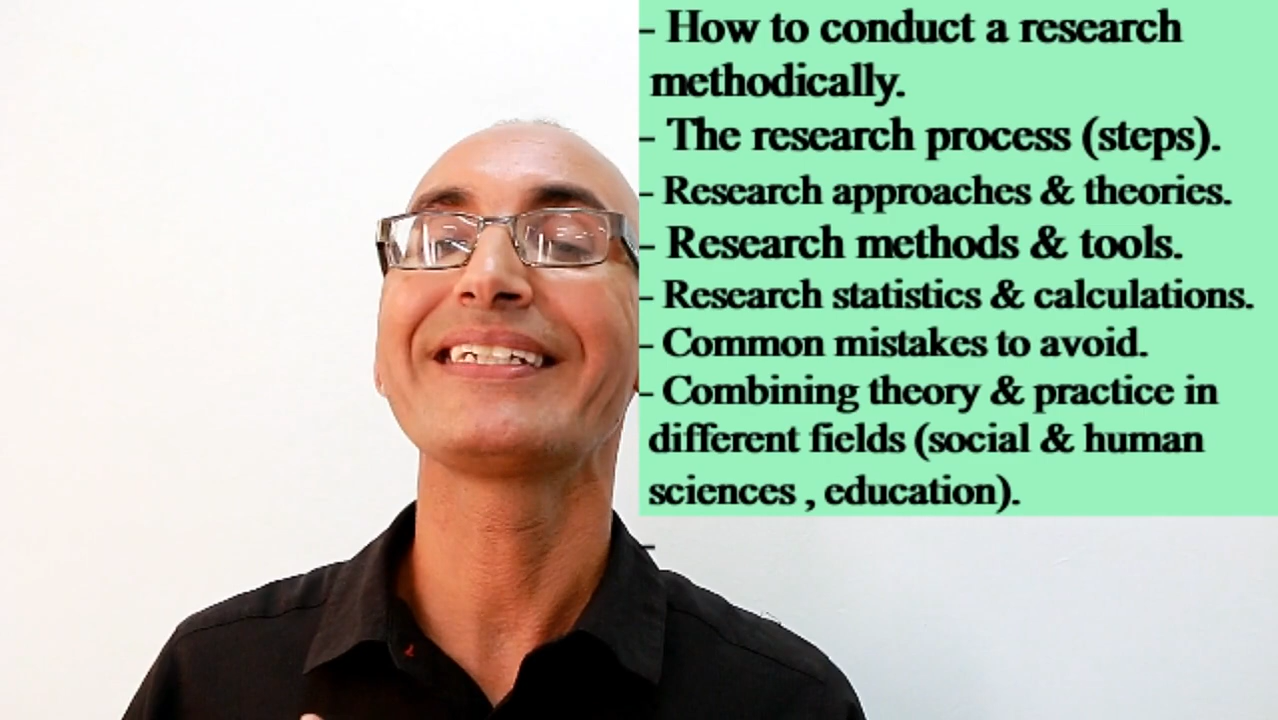 - How to conduct a research
methodically.
- The research process (steps).
- Research approaches & theories.
- Research methods & tools.
- Research statistics & calculations.
- Common mistakes to avoid.
- Combining theory & practice in
different fields (social & human
sciences , education).
-